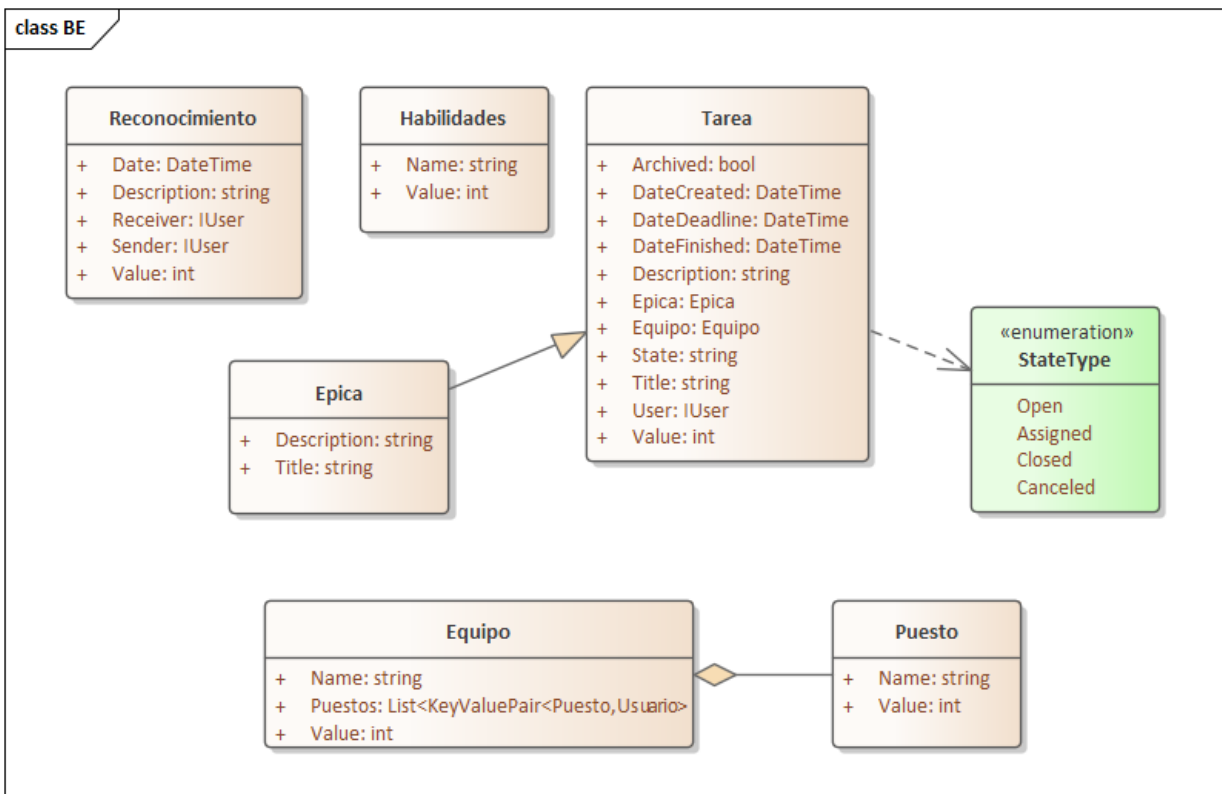 class BE
Reconocimiento
+ Date: DateTime
+ Description: string
+ Receiver: IUser
+ Sender: IUser
+ Value: int
Habilidades
+ Name: string
+ Value: int
Tarea
+ Archived: bool
+ DateCreated: DateTime
+ DateDeadline: DateTime
+ DateFinished: DateTime
+ Description: string
+ Epica: Epica
+ Equipo: Equipo
+ State: string
+ Title: string
+ User: IUser
+ Value: int
«enumeration»
StateType
Open
Assigned
Closed
Canceled
Epica
+ Description: string
+ Title: string
Equipo
+ Name: string
+ Puestos: List<KeyValuePair<Puesto,Usuario>
+ Value: int
Puesto
+ Name: string
+ Value: int